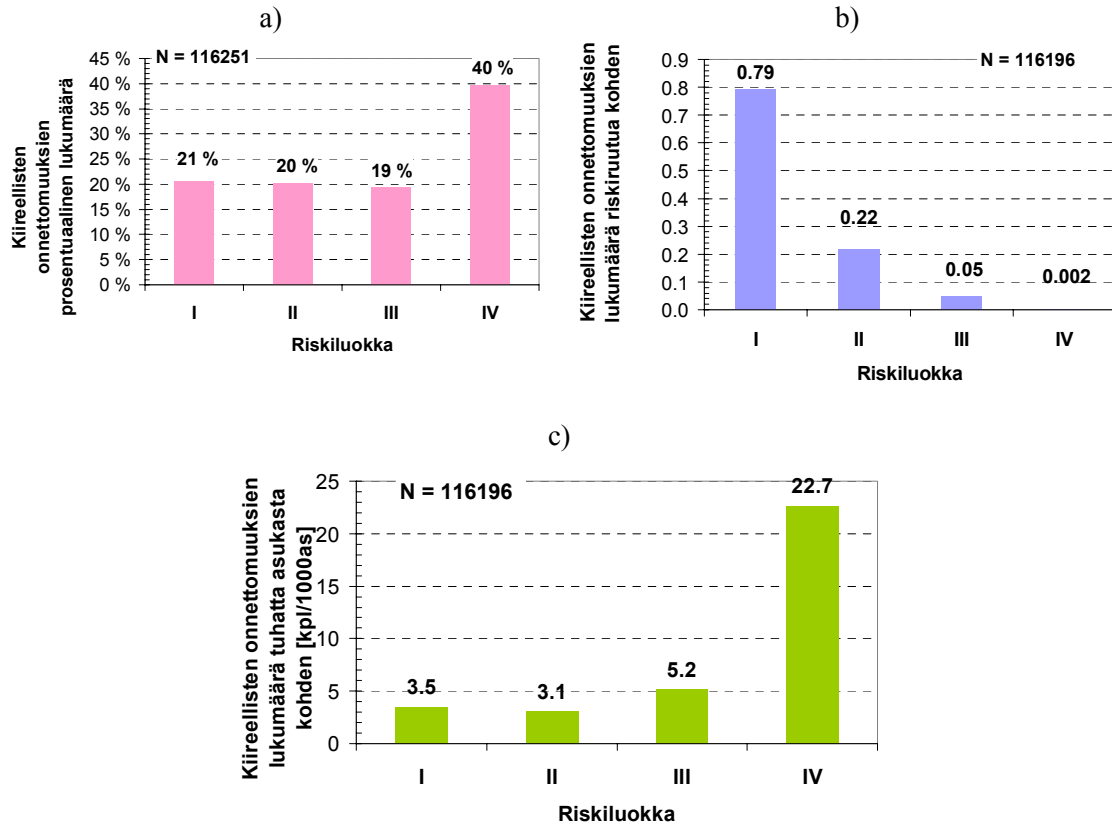 a)
N = 116251
Kiireellisten
onnettomuuksien
prosentuaalinen lukumäärä
45 %
40 %
35 %
30 %
25 %
20 %
15 %
10 %
5 %
0 %
21 %
20 %
19 %
40 %
I II III IV
Riskiluokka
b)
N = 116196
Kiireellisten onnettomuuksien
lukumäärä riskiruutua kohden
0.9
0.8
0.7
0.6
0.5
0.4
0.3
0.2
0.1
0.0
0.79
0.22
0.05
0.002
I II III IV
Riskiluokka
c)
N = 116196
Kiireellisten onnettomuuksien
lukumäärä tuhatta asukasta
kohden [kpl/1000as]
25
20
15
10
5
0
3.5
3.1
5.2
22.7
I II III IV
Riskiluokka